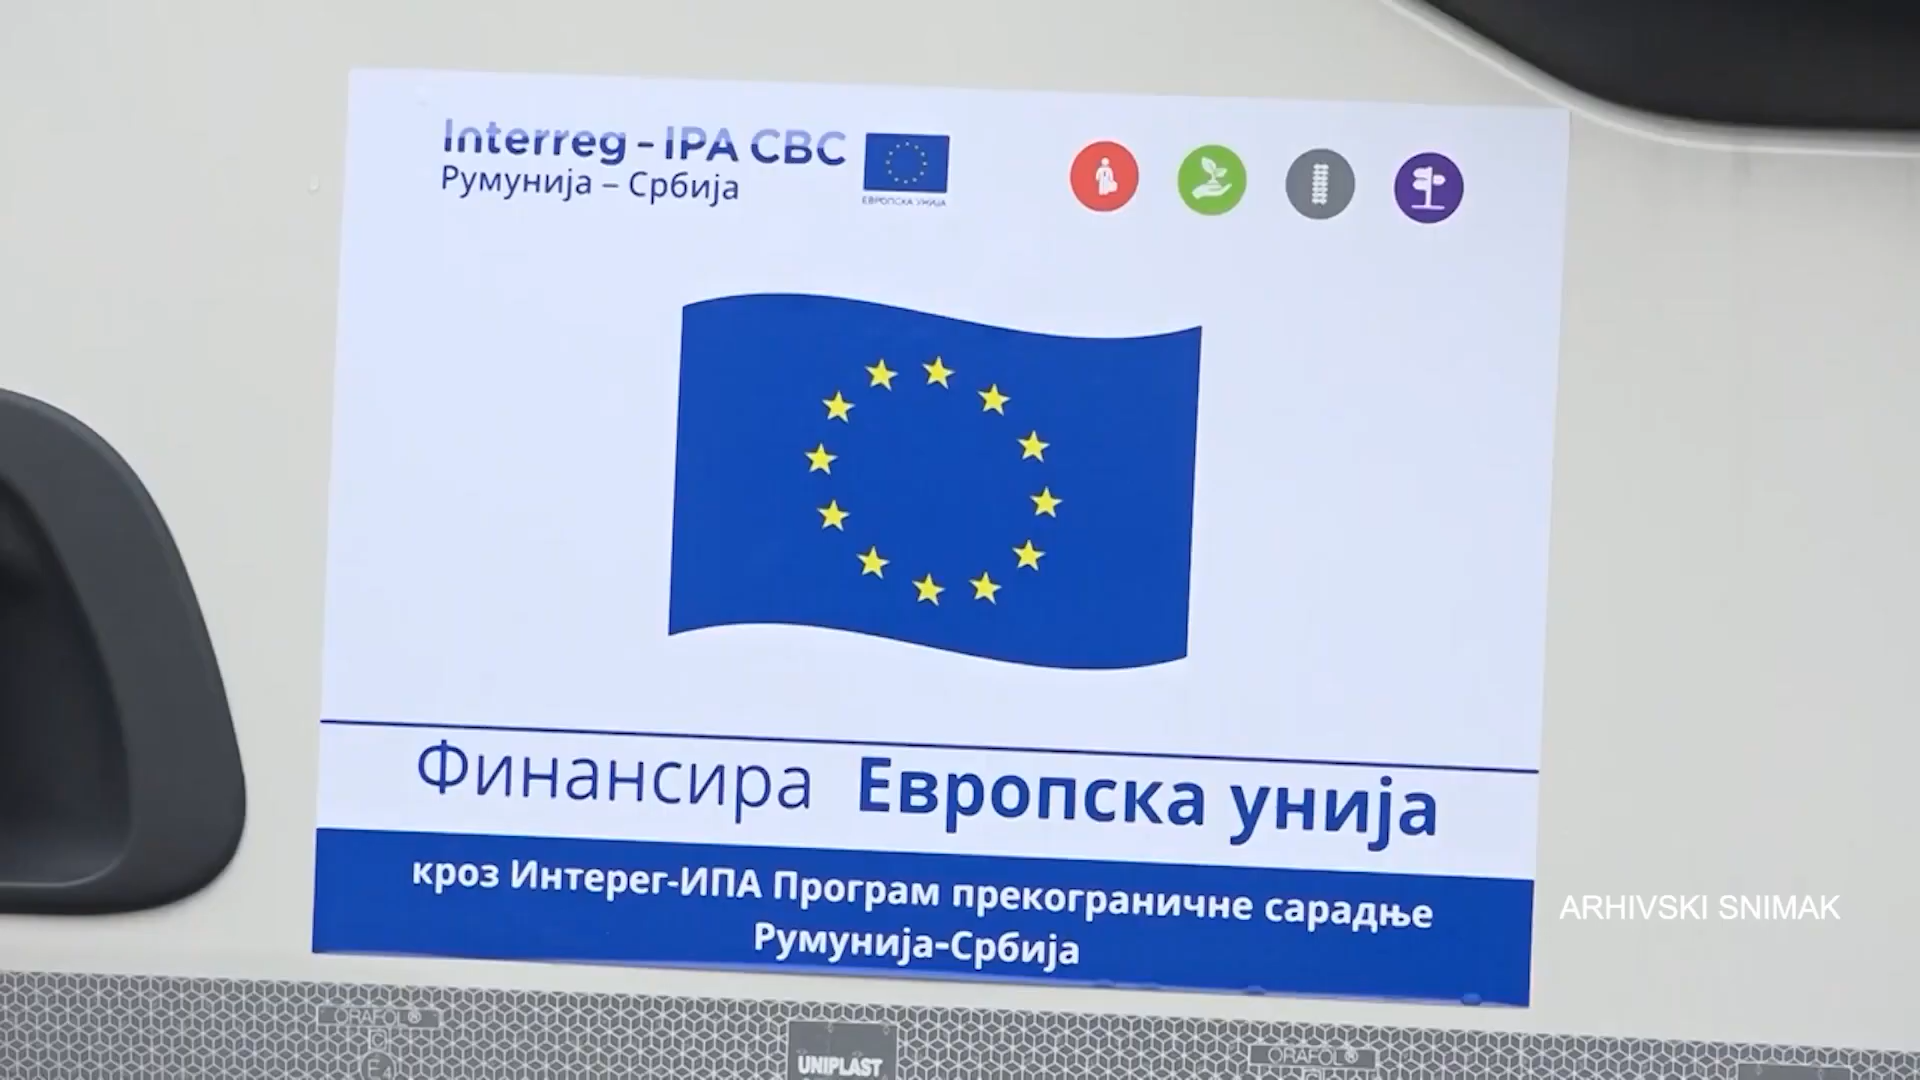 Interreg - IPA CBC
Румунија – Србија
ЕВРОПСКА УНИЈА
Финансира Европска унија
кроз Интерег-ИПА Програм прекограничне сарадње
Румунија-Србија
ARHIVSKI SNIMAK
ORAFOL®
UNIPLAST
ORAFOL®